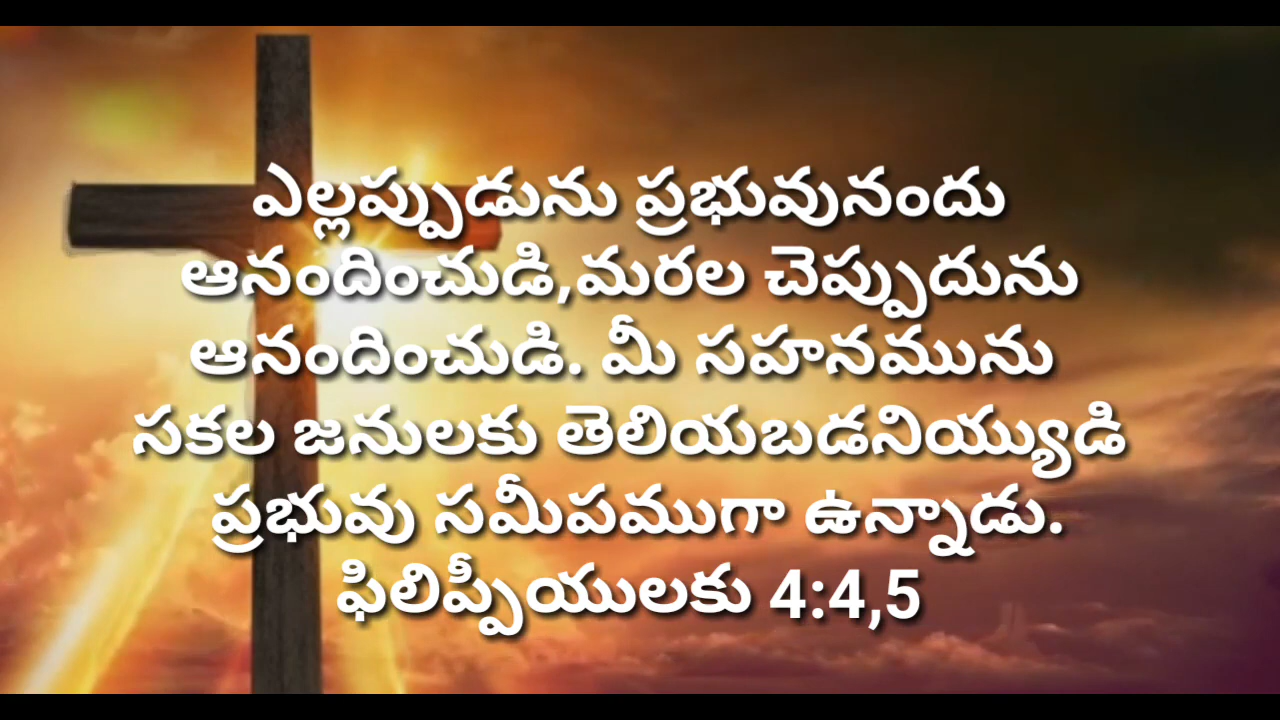 ఎల్లప్పుడును ప్రభువునందు
ఆనందించుడి,మరల చెప్పుదును
ఆనందించుడి. మీ సహనమును
సకల జనులకు తెలియబడనియ్యుడి
ప్రభువు సమీపముగా ఉన్నాడు.
ఫిలిప్పీయులకు 4:4,5